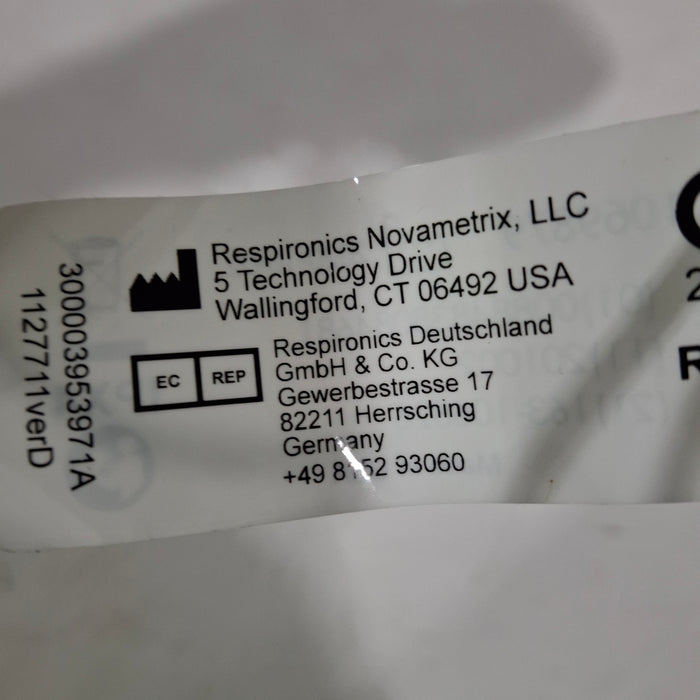 Respironics Novametrix, LLC
5 Technology Drive
Wallingford, CT 06492 USA
EC REP
Respironics Deutschland
GmbH & Co. KG
Gewerbestrasse 17
82211 Herrsching
Germany
+49 8152 93060
300003953971A
1127711verD
2
R